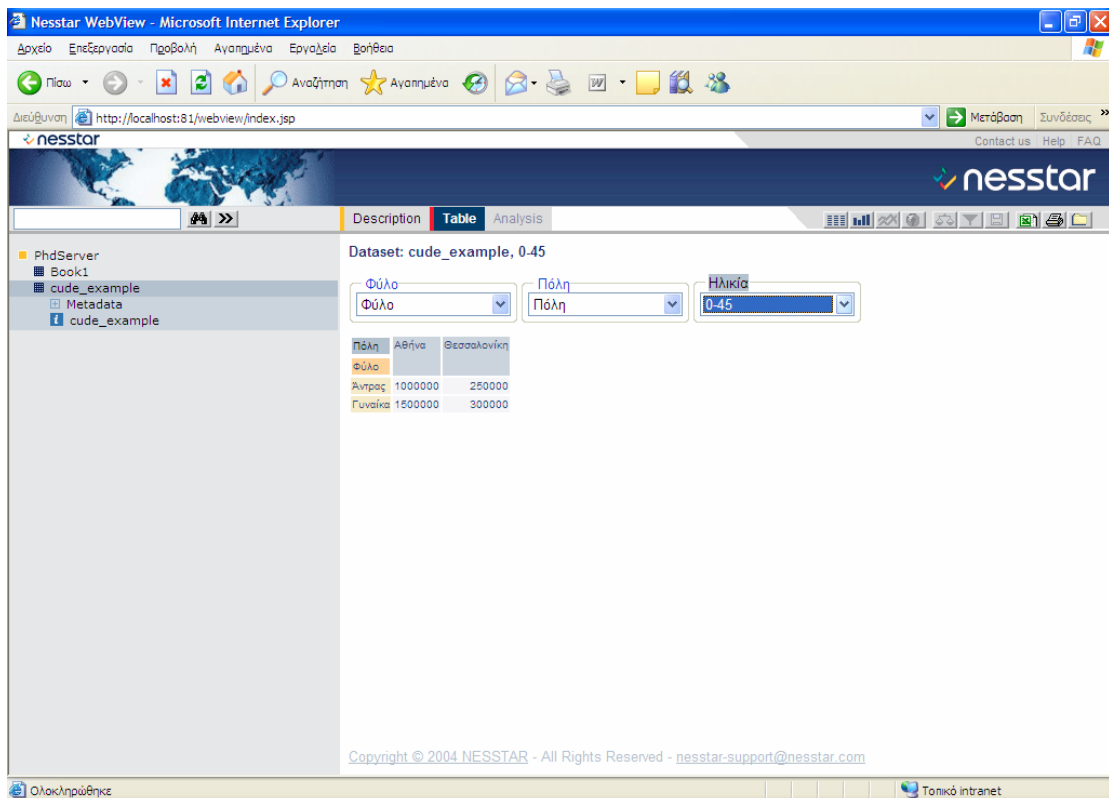 Nesstar WebView - Microsoft Internet Explorer
Αρχείο Επεξεργασία Προβολή Αγαπημένα Εργαλεία Βοήθεια
Πίσω Αναζήτηση Αγαπημένα
Διεύθυνση http://localhost:81/webview/index.jsp Μετάβαση Συνδέσεις »
nesstar Contact us Help FAQ
nesstar
Description Table Analysis
PhdServer
Book1
cude_example
Metadata
cude_example
Dataset: cude_example, 0-45
Φύλο Πόλη Ηλικία
Φύλο Πόλη 0-45
Πόλη Αθήνα Θεσσαλονίκη
Φύλο
Άντρας 1000000 250000
Γυναίκα 1500000 300000
Copyright © 2004 NESSTAR - All Rights Reserved - nesstar-support@nesstar.com
Ολοκληρώθηκε Τοπικό intranet